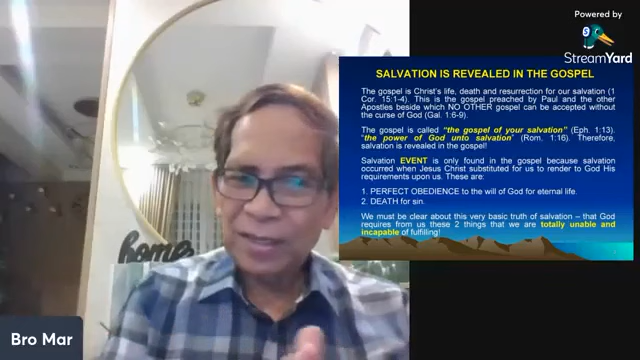 Powered by
StreamYard
SALVATION IS REVEALED IN THE GOSPEL
The gospel is Christ's life, death and resurrection for our salvation (1
Cor. 15:1-4). This is the gospel preached by Paul and the other
Apostles beside which NO OTHER gospel can be accepted without
the curse of God (Gal. 1:6-9).
The gospel is called "the gospel of your salvation" (Eph. 1:13).
"the power of God unto salvation" (Rom. 1:16). Therefore,
salvation is revealed in the gospel!
Salvation EVENT is only found in the gospel because salvation
occurred when Jesus Christ substituted for us to render to God His
requirements upon us. These are:
1. PERFECT OBEDIENCE to the will of God for eternal life.
2. DEATH for sin.
We must be clear about this very basic truth of salvation – that God
requires from us these 2 things that we are totally unable and
incapable of fulfilling!
home
Bro Mar